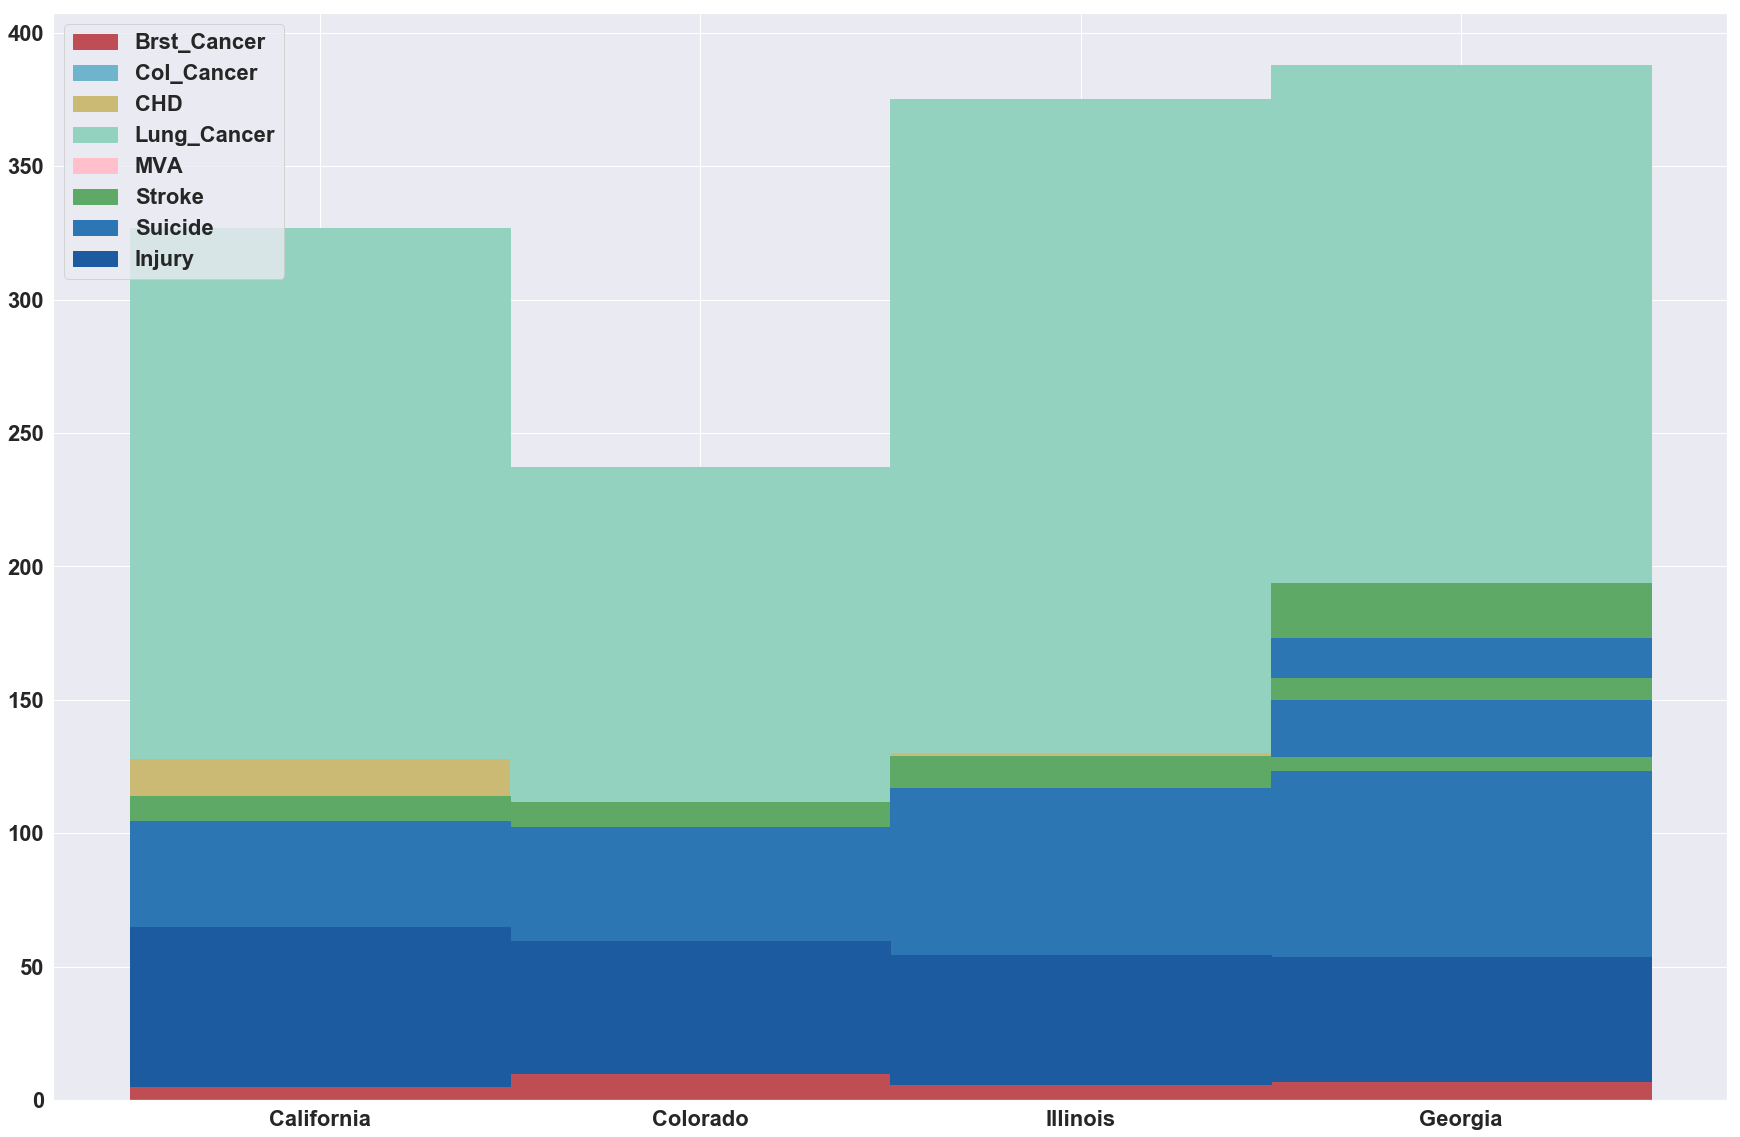 400
350
300
250
200
150
100
50
0
Brst_Cancer
Col_Cancer
CHD
Lung_Cancer
MVA
Stroke
Suicide
Injury
California
Colorado
Illinois
Georgia